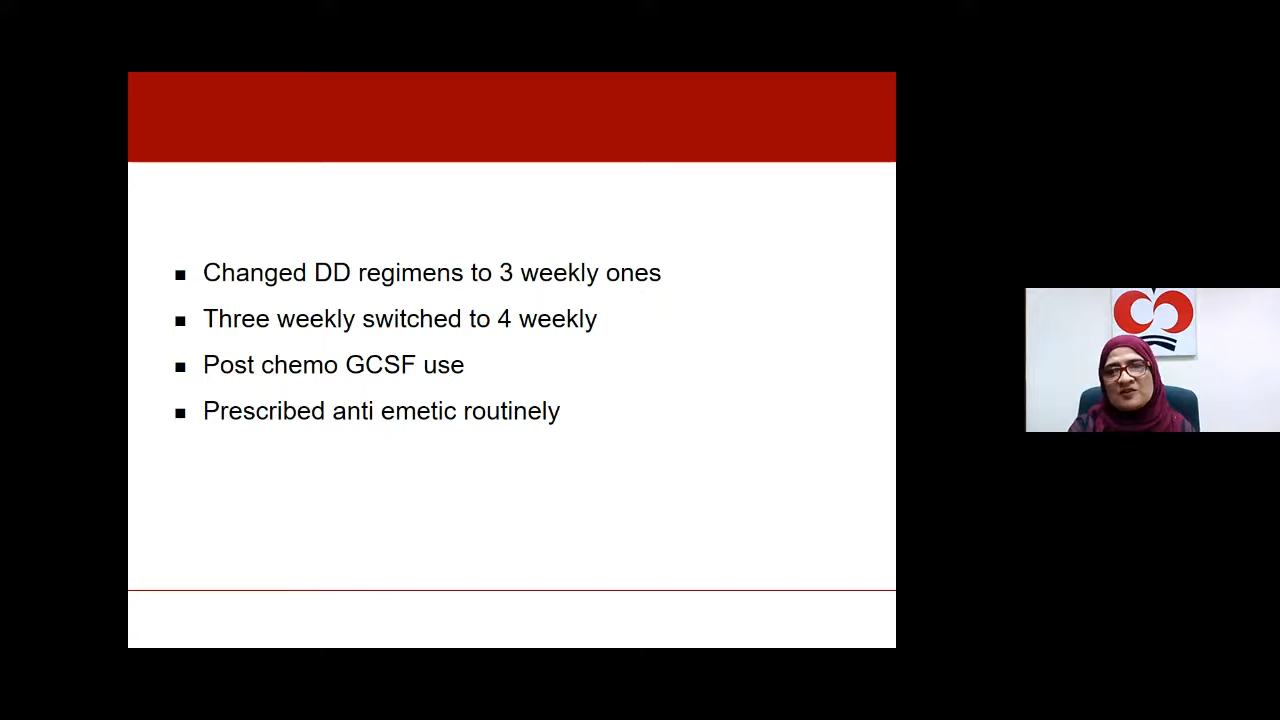 Changed DD regimens to 3 weekly ones
Three weekly switched to 4 weekly
Post chemo GCSF use
Prescribed anti emetic routinely